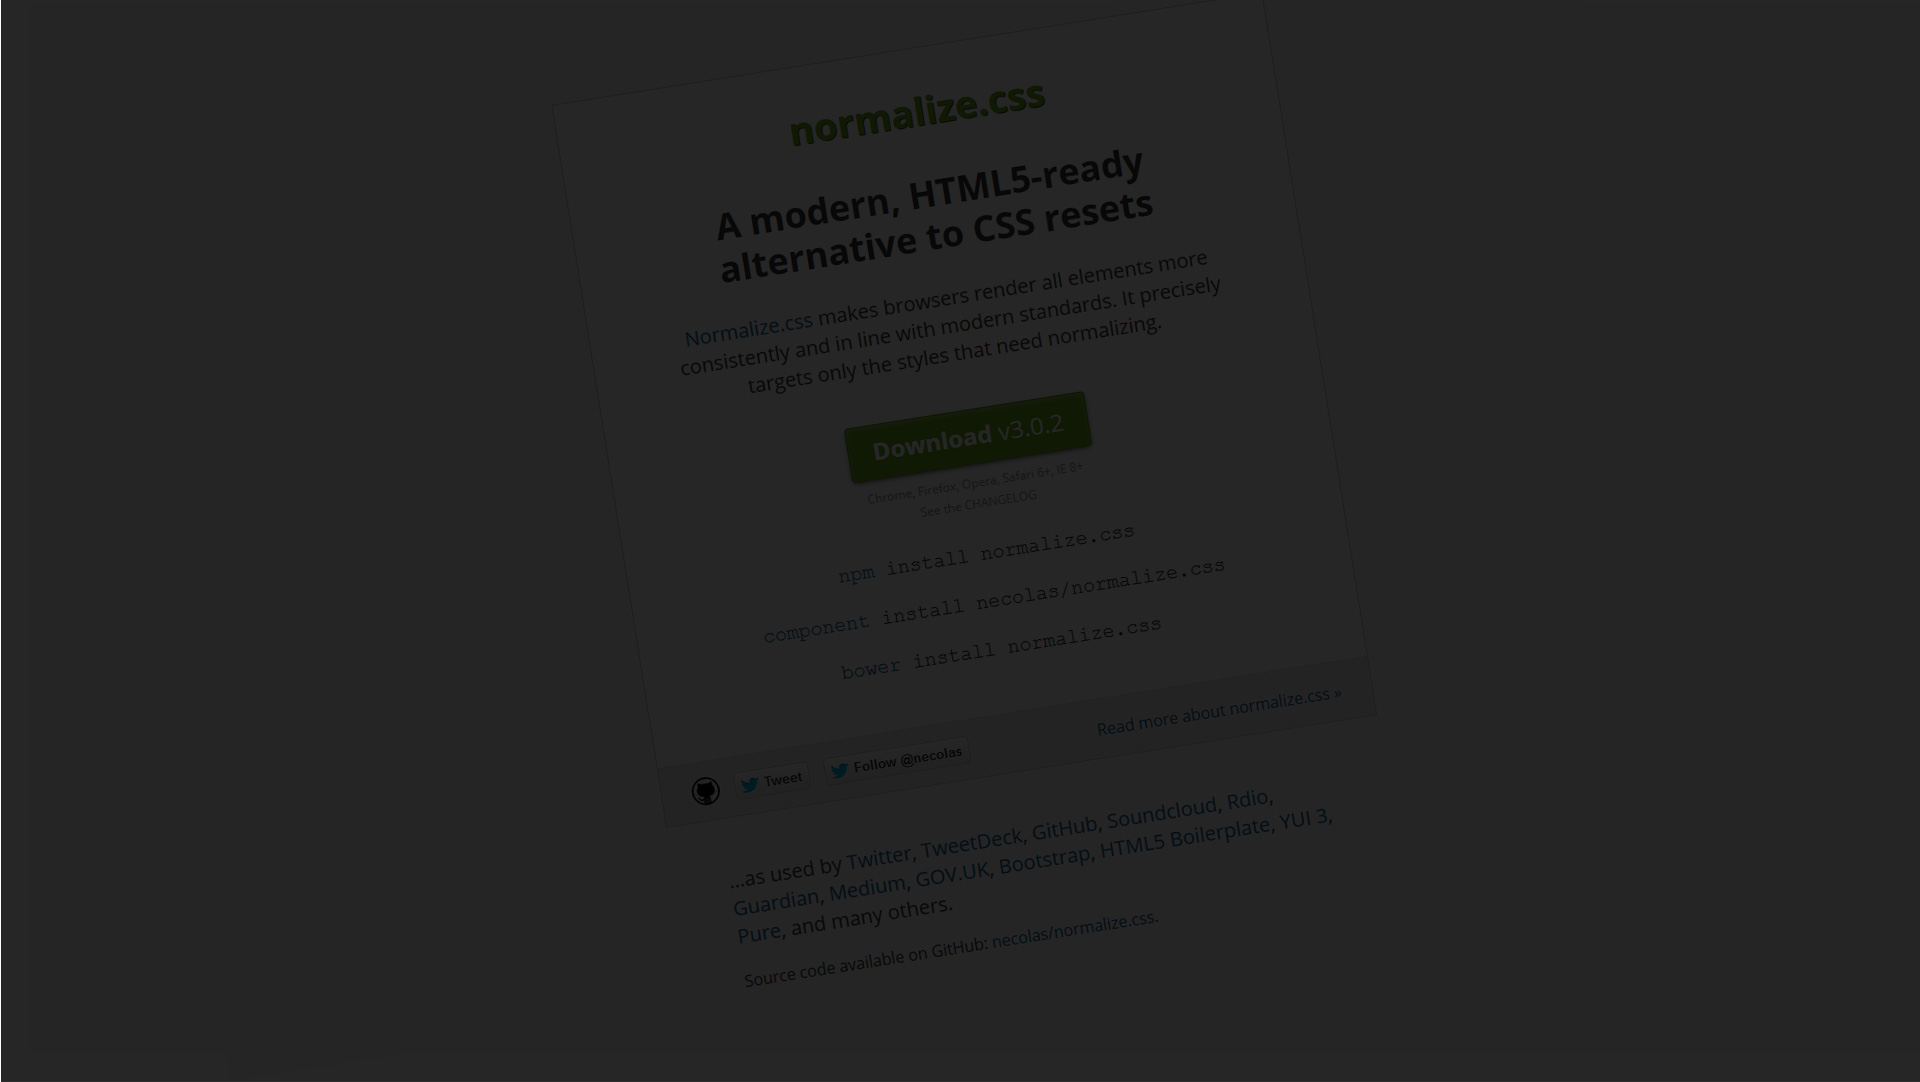 normalize.css
A modern, HTML5-ready
alternative to CSS resets
Normalize.css makes browsers render all elements more
consistently and in line with modern standards. It precisely
targets only the styles that need normalizing.
Download v3.0.2
Chrome, Firefox, Opera, Safari 6+, IE 8+
See the CHANGELOG
npm install normalize.css
component install necolas/normalize.css
bower install normalize.css
Tweet
Follow @necolas
Read more about normalize.css »
...as used by Twitter, TweetDeck, GitHub, Soundcloud, Rdio,
Guardian, Medium, GOV.UK, Bootstrap, HTML5 Boilerplate, YUI 3,
Pure, and many others.
Source code available on GitHub: necolas/normalize.css.